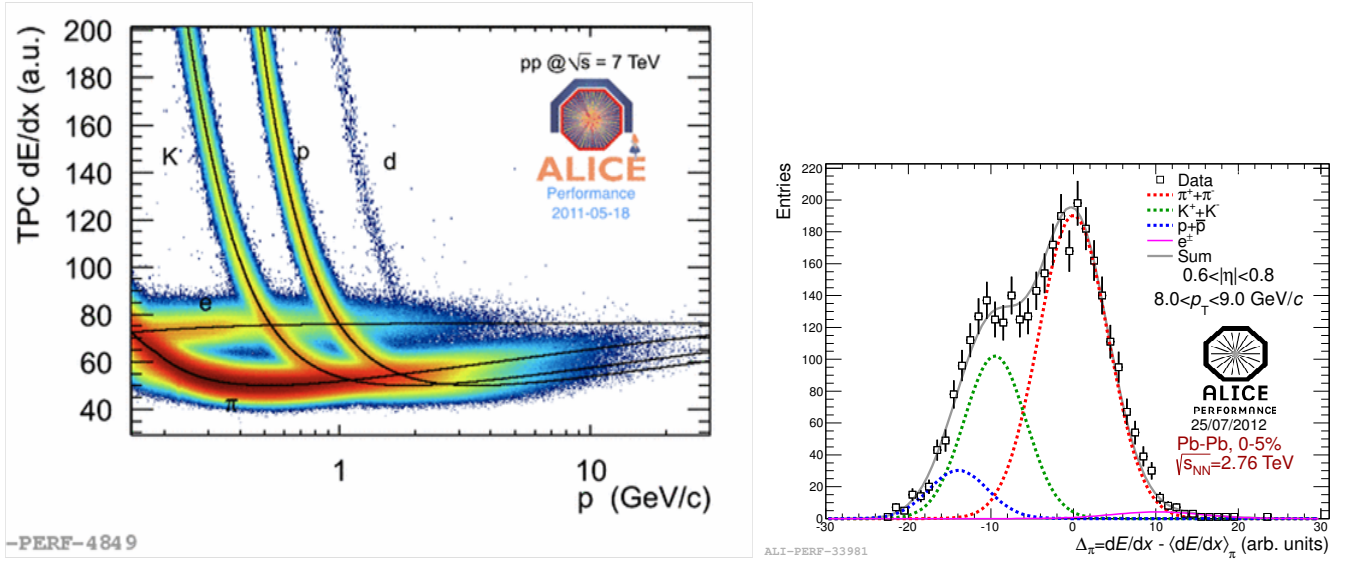 TPC dE/dx (a.u.)
200
180
160
140
120
100
80
60
40
pp @√s = 7 TeV
ALICE
Performance
2011-05-18
K
p
d
e
π
1
10
p (GeV/c)
-PERF-4849
Entries
220
200
180
160
140
120
100
80
60
40
20
0
-30
-20
-10
0
10
20
30
Data
π⁺+π⁻
K⁺+K⁻
p+p̅
e±
Sum
0.6<|η|<0.8
8.0<p_T<9.0 GeV/c
ALICE
PERFORMANCE
25/07/2012
Pb-Pb, 0-5%
√s_NN=2.76 TeV
Δ_π=dE/dx - ⟨dE/dx⟩_π (arb. units)
ALI-PERF-33981